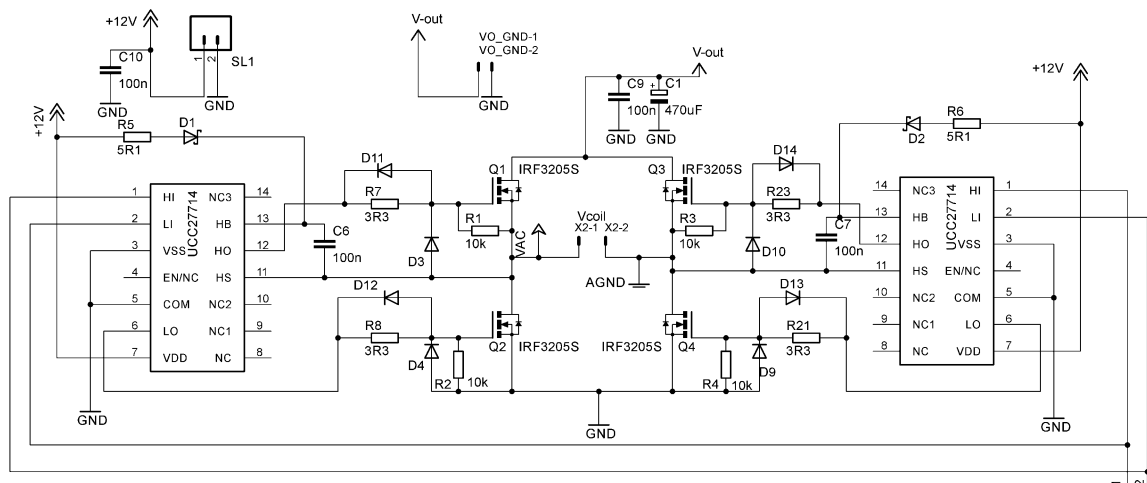 +12V
SL1
1
2
C10
100n
GND
GND
V-out
VO_GND-1
VO_GND-2
GND
V-out
C9
100n
C1
+
470uF
GND
GND
+12V
+12V
R5
5R1
D1
D2
R6
5R1
UCC27714
1 HI NC3 14
2 LI HB 13
3 VSS HO 12
4 EN/NC HS 11
5 COM NC2 10
6 LO NC1 9
7 VDD NC 8
GND
C6
100n
D11
R7
3R3
D3
R1
10k
Q1
IRF3205S
VAC
Vcoil
X2-1
X2-2
AGND
Q3
IRF3205S
R3
10k
D14
R23
3R3
D10
C7
100n
D12
R8
3R3
D4
R2
10k
Q2
IRF3205S
IRF3205S
Q4
D13
R21
3R3
D9
R4
10k
GND
UCC27714
14 NC3 HI 1
13 HB LI 2
12 HO VSS 3
11 HS EN/NC 4
10 NC2 COM 5
9 NC1 LO 6
8 NC VDD 7
GND